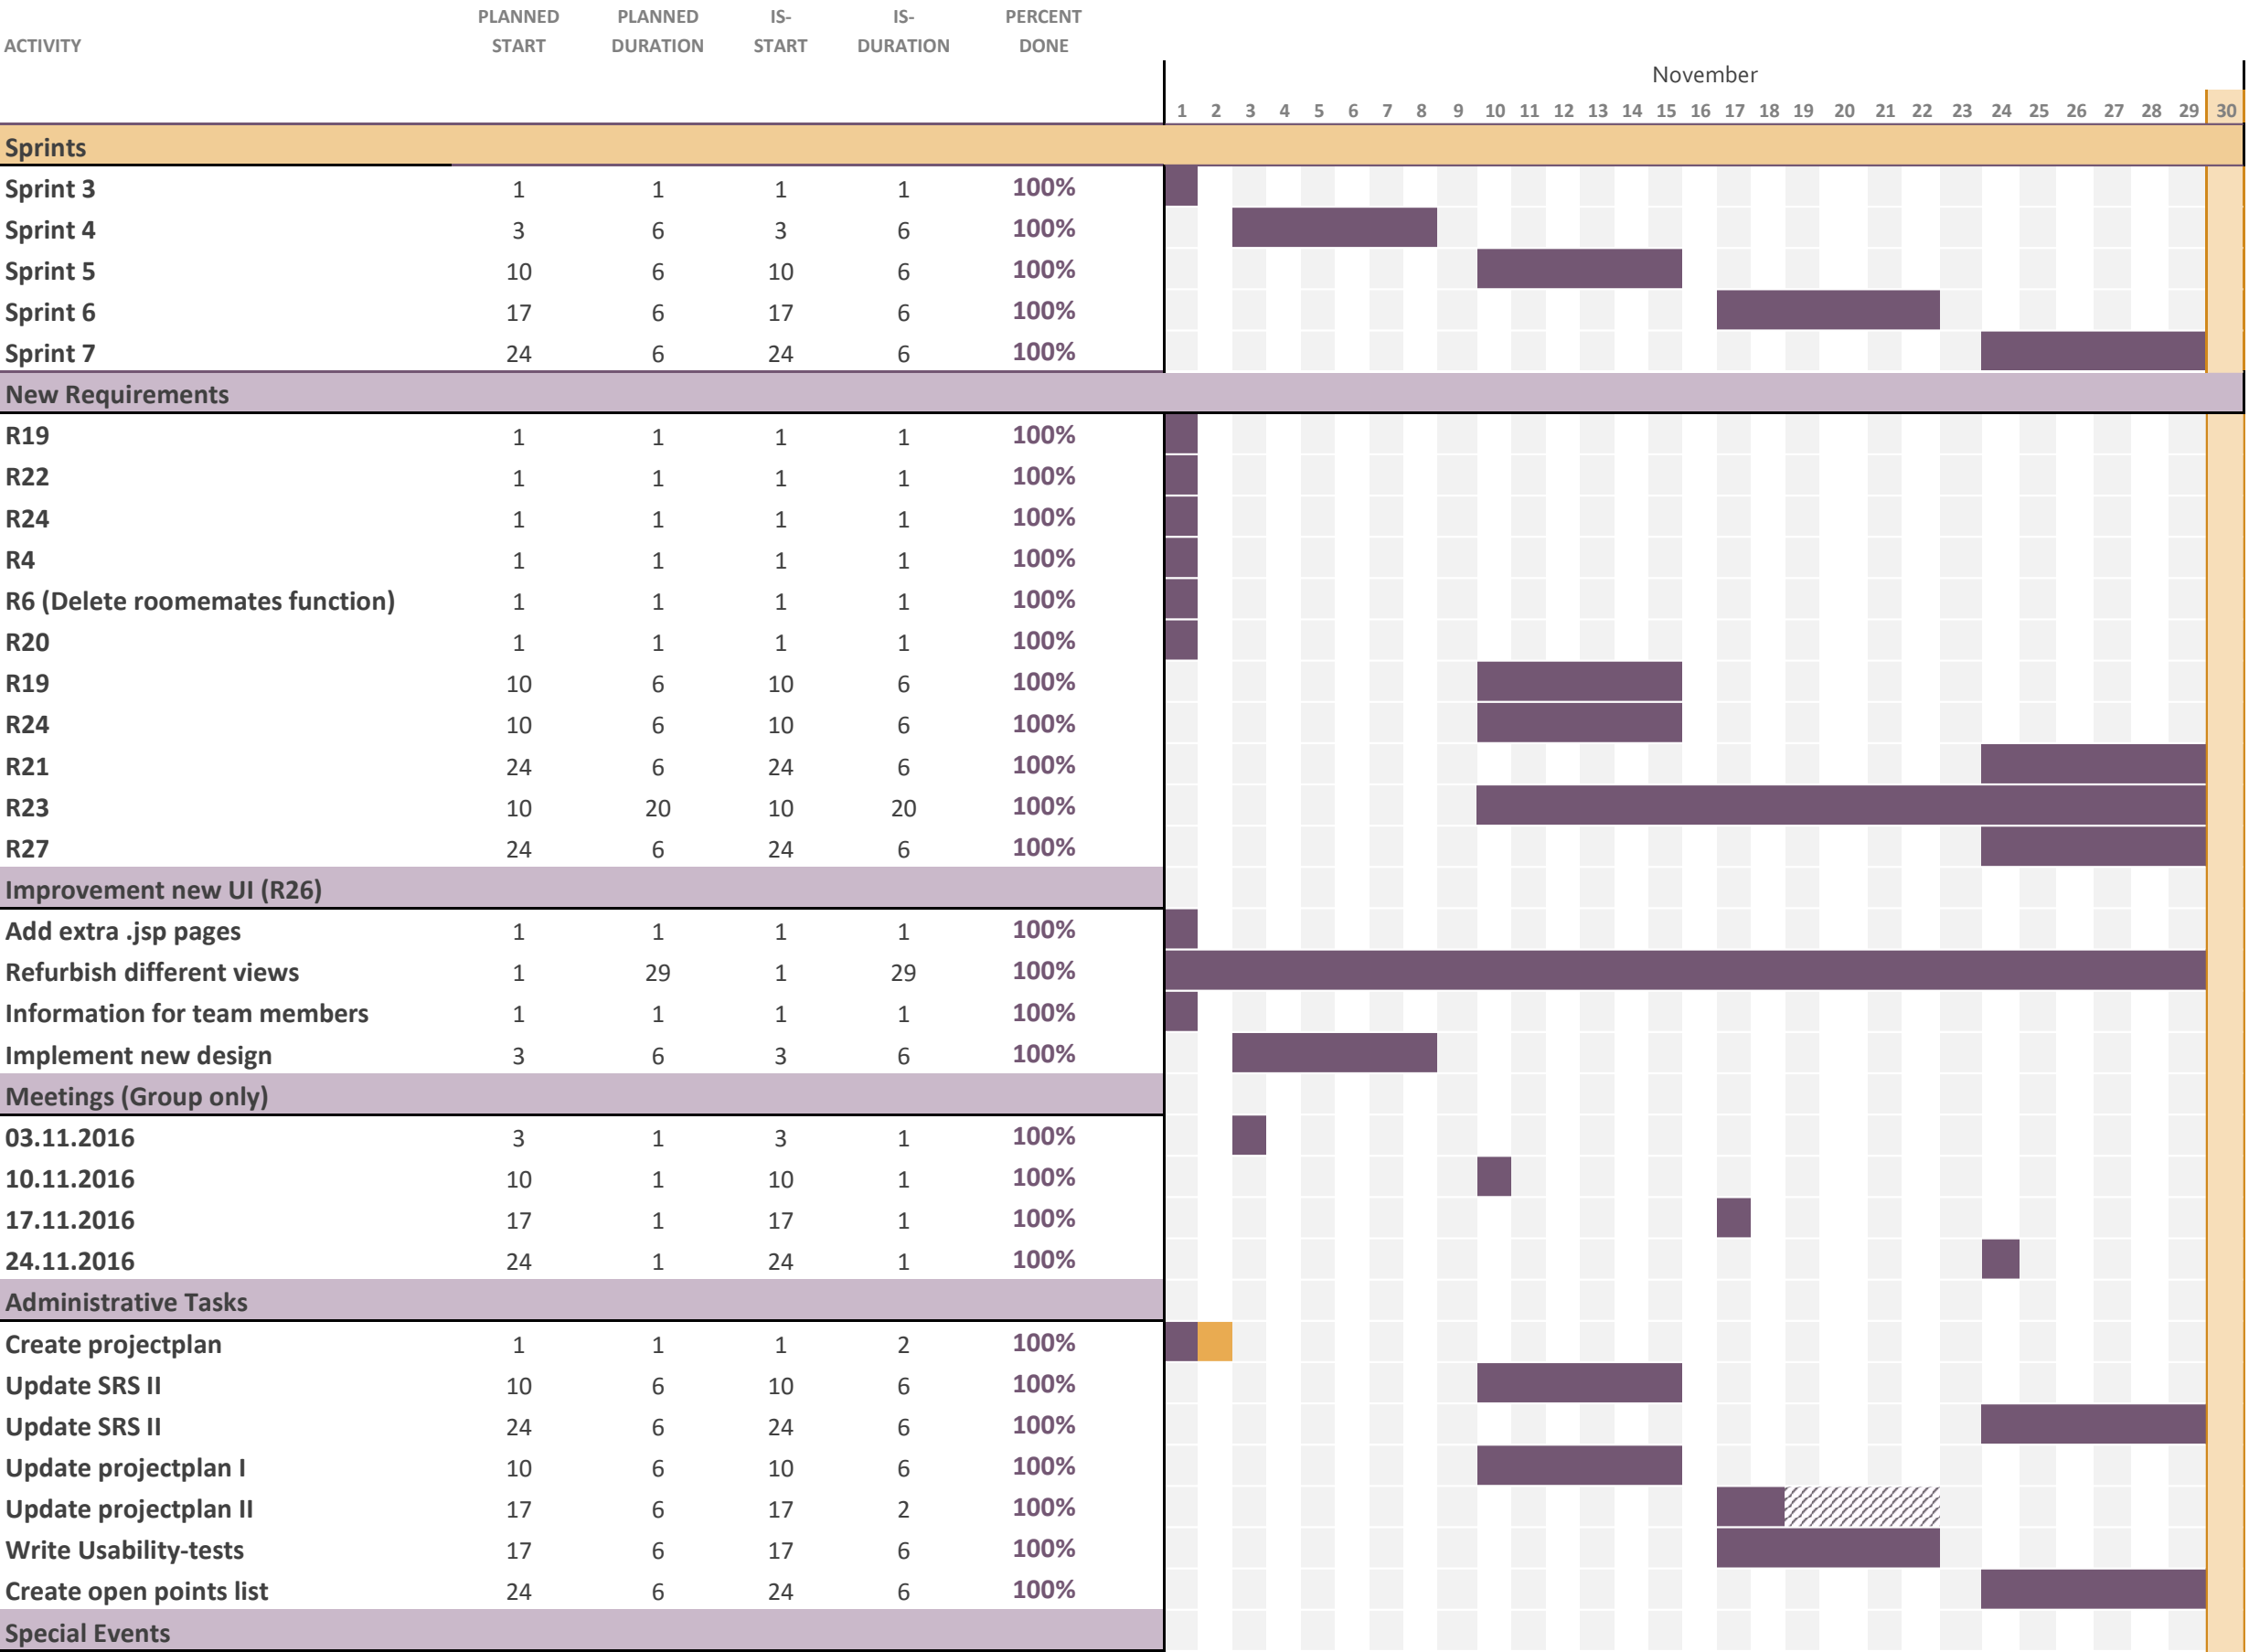 PLANNED PLANNED IS- IS- PERCENT
ACTIVITY START DURATION START DURATION DONE
November
1 2 3 4 5 6 7 8 9 10 11 12 13 14 15 16 17 18 19 20 21 22 23 24 25 26 27 28 29 30
Sprints
Sprint 3 1 1 1 1 100%
Sprint 4 3 6 3 6 100%
Sprint 5 10 6 10 6 100%
Sprint 6 17 6 17 6 100%
Sprint 7 24 6 24 6 100%
New Requirements
R19 1 1 1 1 100%
R22 1 1 1 1 100%
R24 1 1 1 1 100%
R4 1 1 1 1 100%
R6 (Delete roomemates function) 1 1 1 1 100%
R20 1 1 1 1 100%
R19 10 6 10 6 100%
R24 10 6 10 6 100%
R21 24 6 24 6 100%
R23 10 20 10 20 100%
R27 24 6 24 6 100%
Improvement new UI (R26)
Add extra .jsp pages 1 1 1 1 100%
Refurbish different views 1 29 1 29 100%
Information for team members 1 1 1 1 100%
Implement new design 3 6 3 6 100%
Meetings (Group only)
03.11.2016 3 1 3 1 100%
10.11.2016 10 1 10 1 100%
17.11.2016 17 1 17 1 100%
24.11.2016 24 1 24 1 100%
Administrative Tasks
Create projectplan 1 1 1 2 100%
Update SRS II 10 6 10 6 100%
Update SRS II 24 6 24 6 100%
Update projectplan I 10 6 10 6 100%
Update projectplan II 17 6 17 2 100%
Write Usability-tests 17 6 17 6 100%
Create open points list 24 6 24 6 100%
Special Events